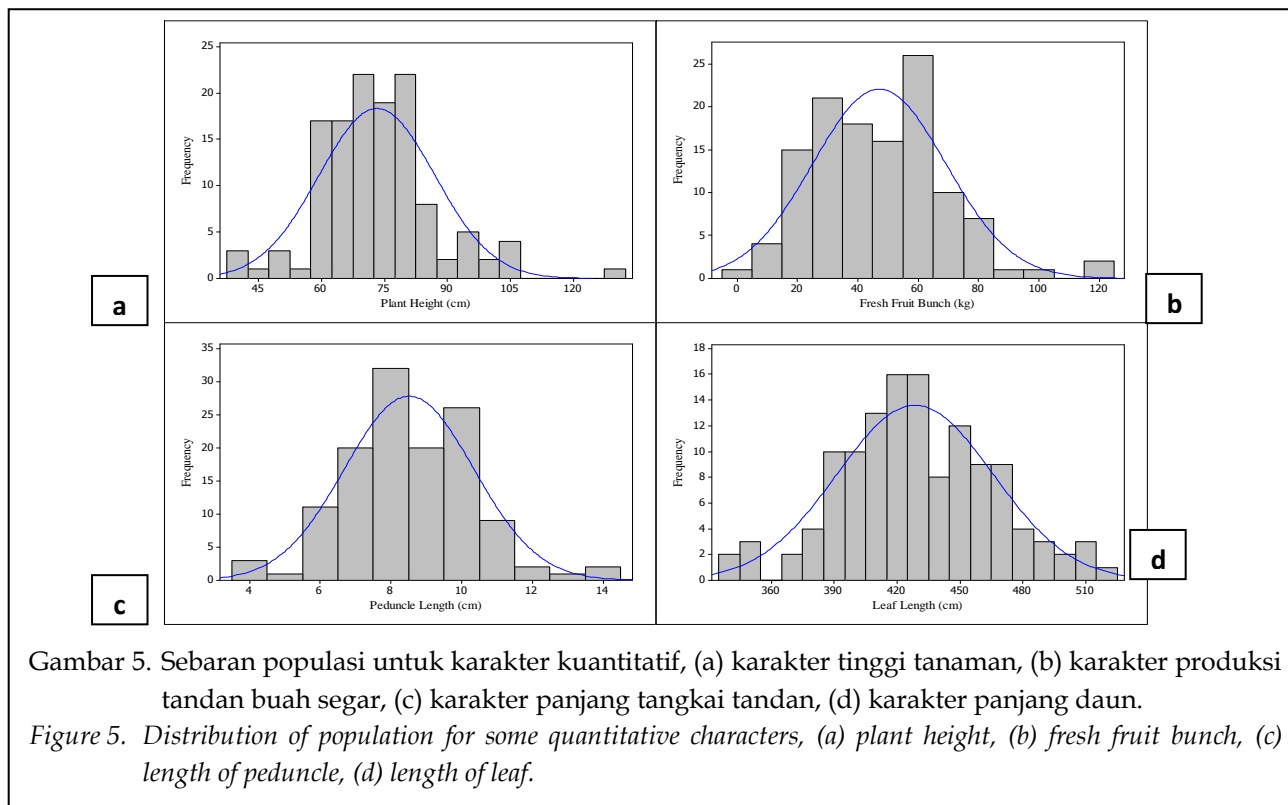 25
20
15
10
5
0
Frequency
45 60 75 90 105 120
Plant Height (cm)
a
25
20
15
10
5
0
Frequency
0 20 40 60 80 100 120
Fresh Fruit Bunch (kg)
b
35
30
25
20
15
10
5
0
Frequency
4 6 8 10 12 14
Peduncle Length (cm)
c
18
16
14
12
10
8
6
4
2
0
Frequency
360 390 420 450 480 510
Leaf Length (cm)
d
Gambar 5. Sebaran populasi untuk karakter kuantitatif, (a) karakter tinggi tanaman, (b) karakter produksi
tandan buah segar, (c) karakter panjang tangkai tandan, (d) karakter panjang daun.
Figure 5. Distribution of population for some quantitative characters, (a) plant height, (b) fresh fruit bunch, (c)
length of peduncle, (d) length of leaf.